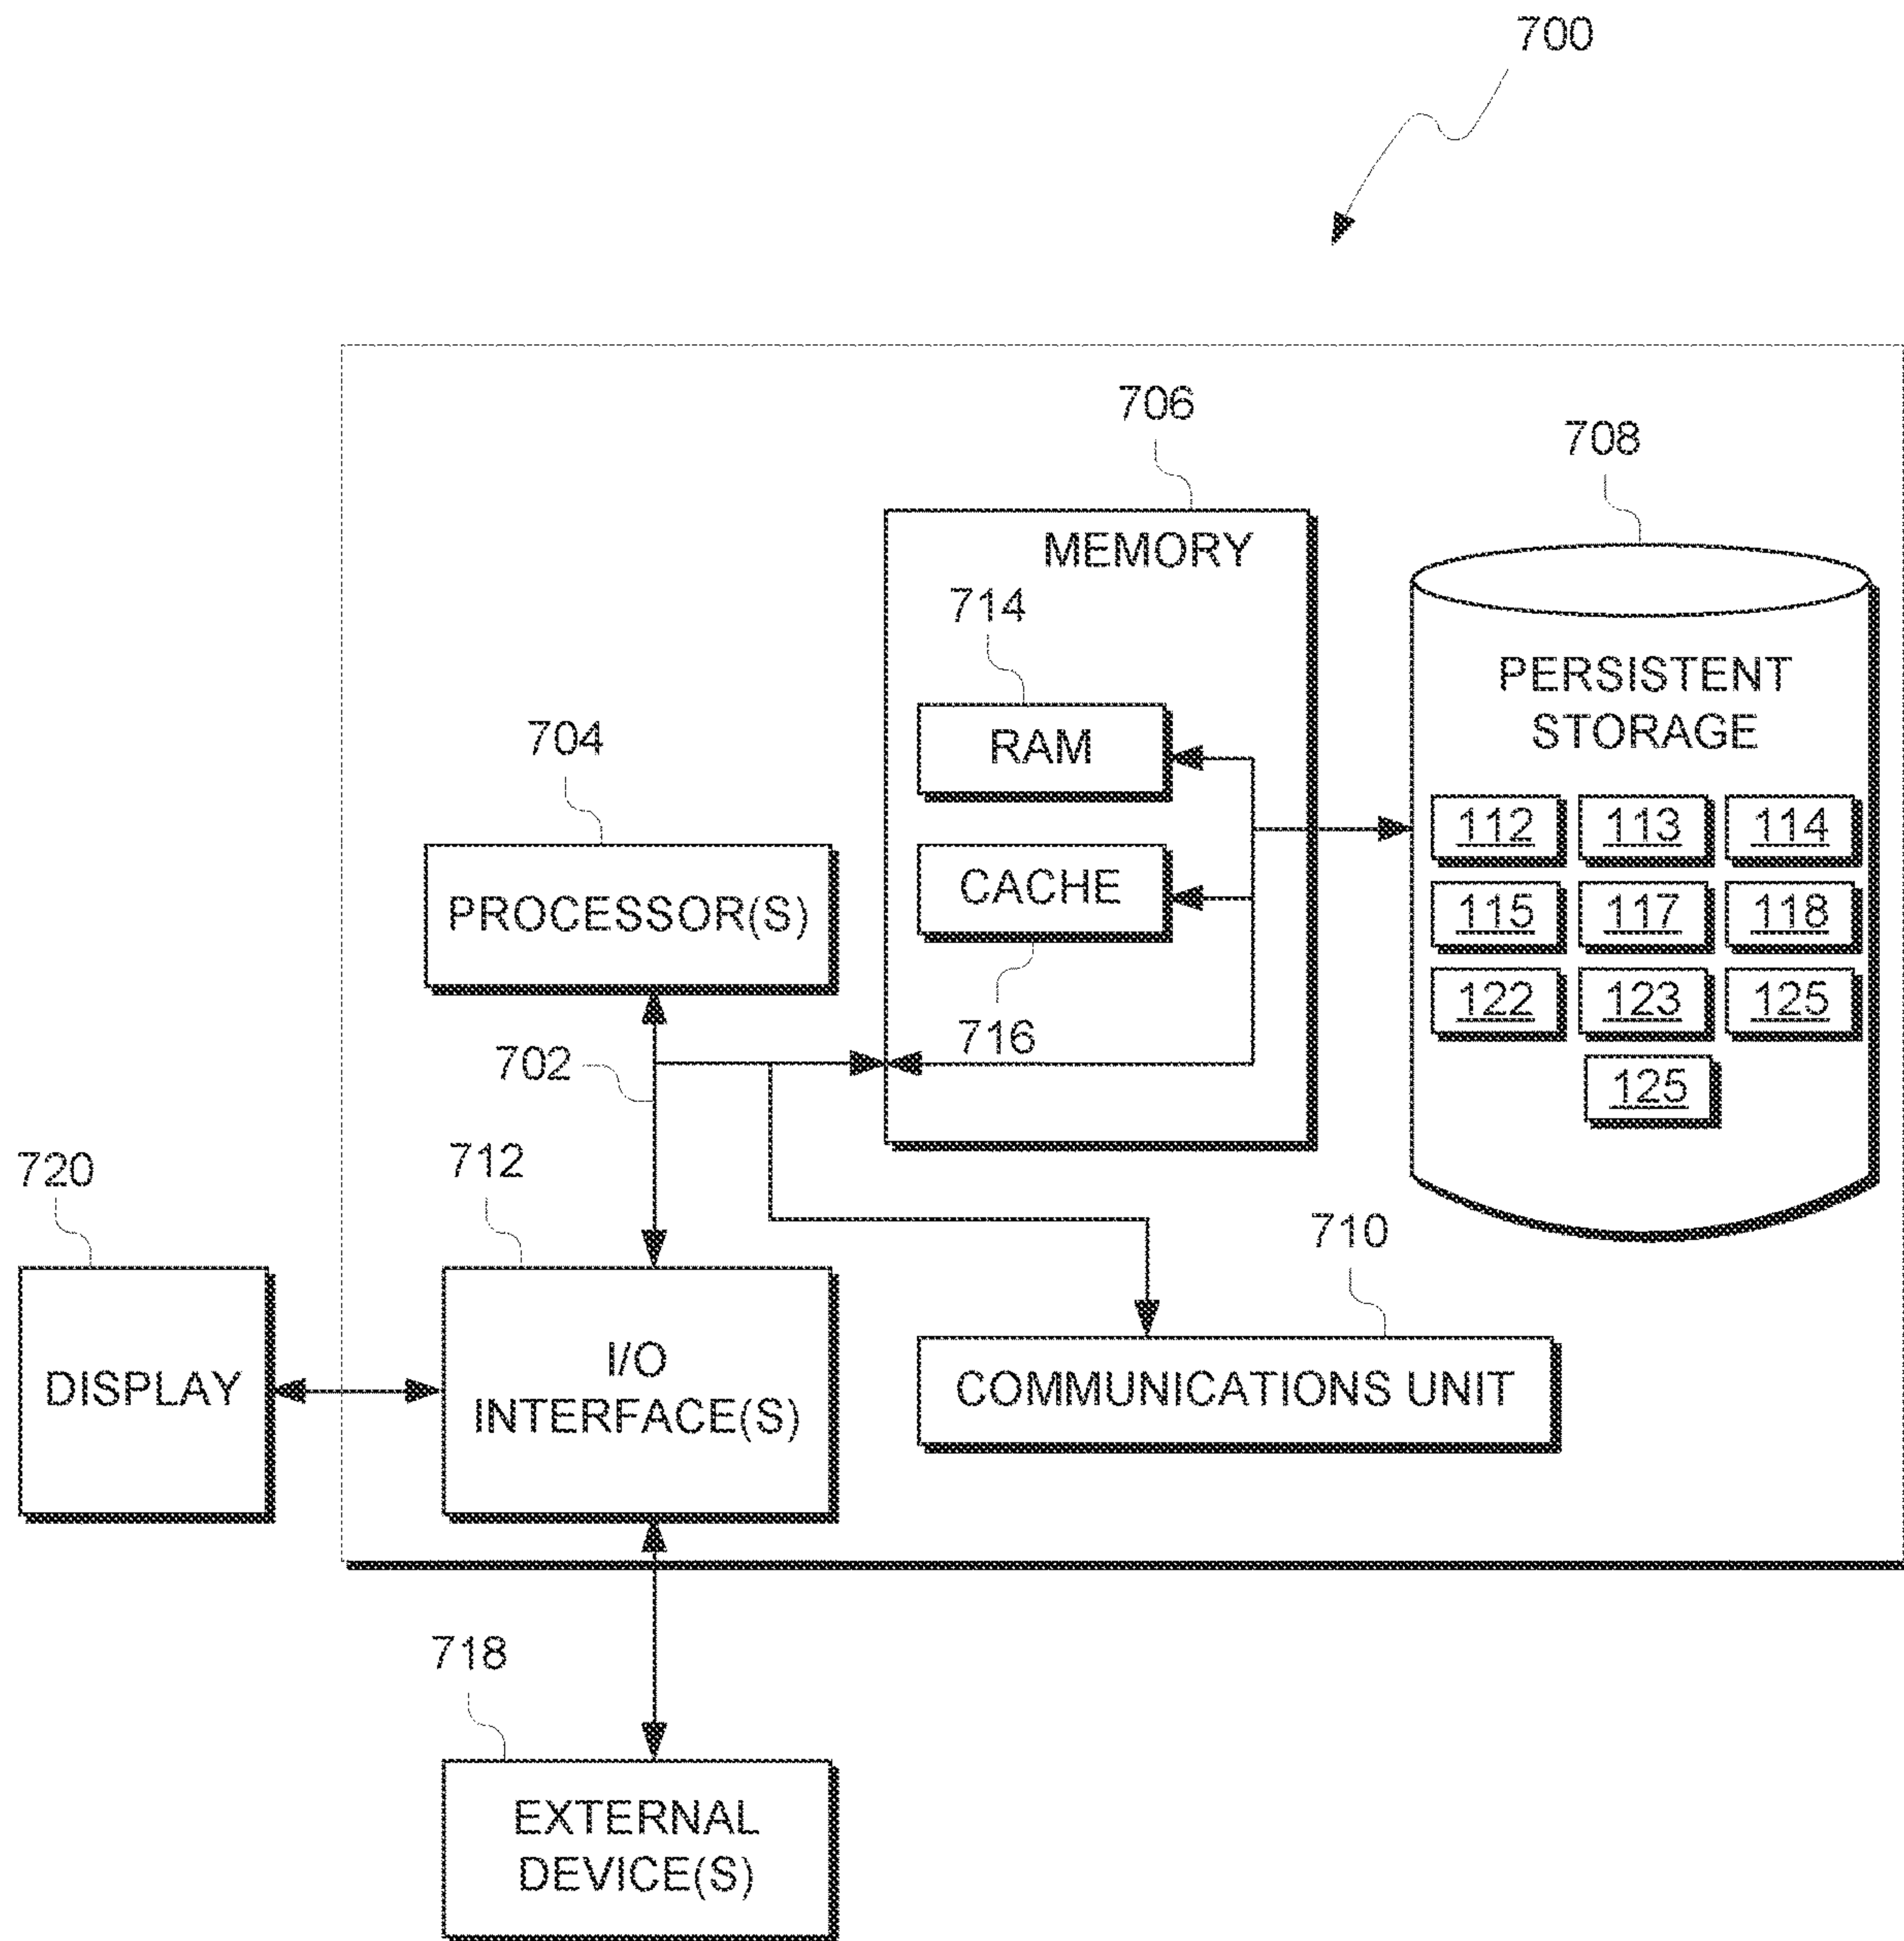 700
706
708
MEMORY
714
PERSISTENT
STORAGE
RAM
704
112 113 114
CACHE
PROCESSOR(S)
115 117 118
122 123 125
716
702
125
712
720
710
I/O
INTERFACE(S)
DISPLAY
COMMUNICATIONS UNIT
718
EXTERNAL
DEVICE(S)